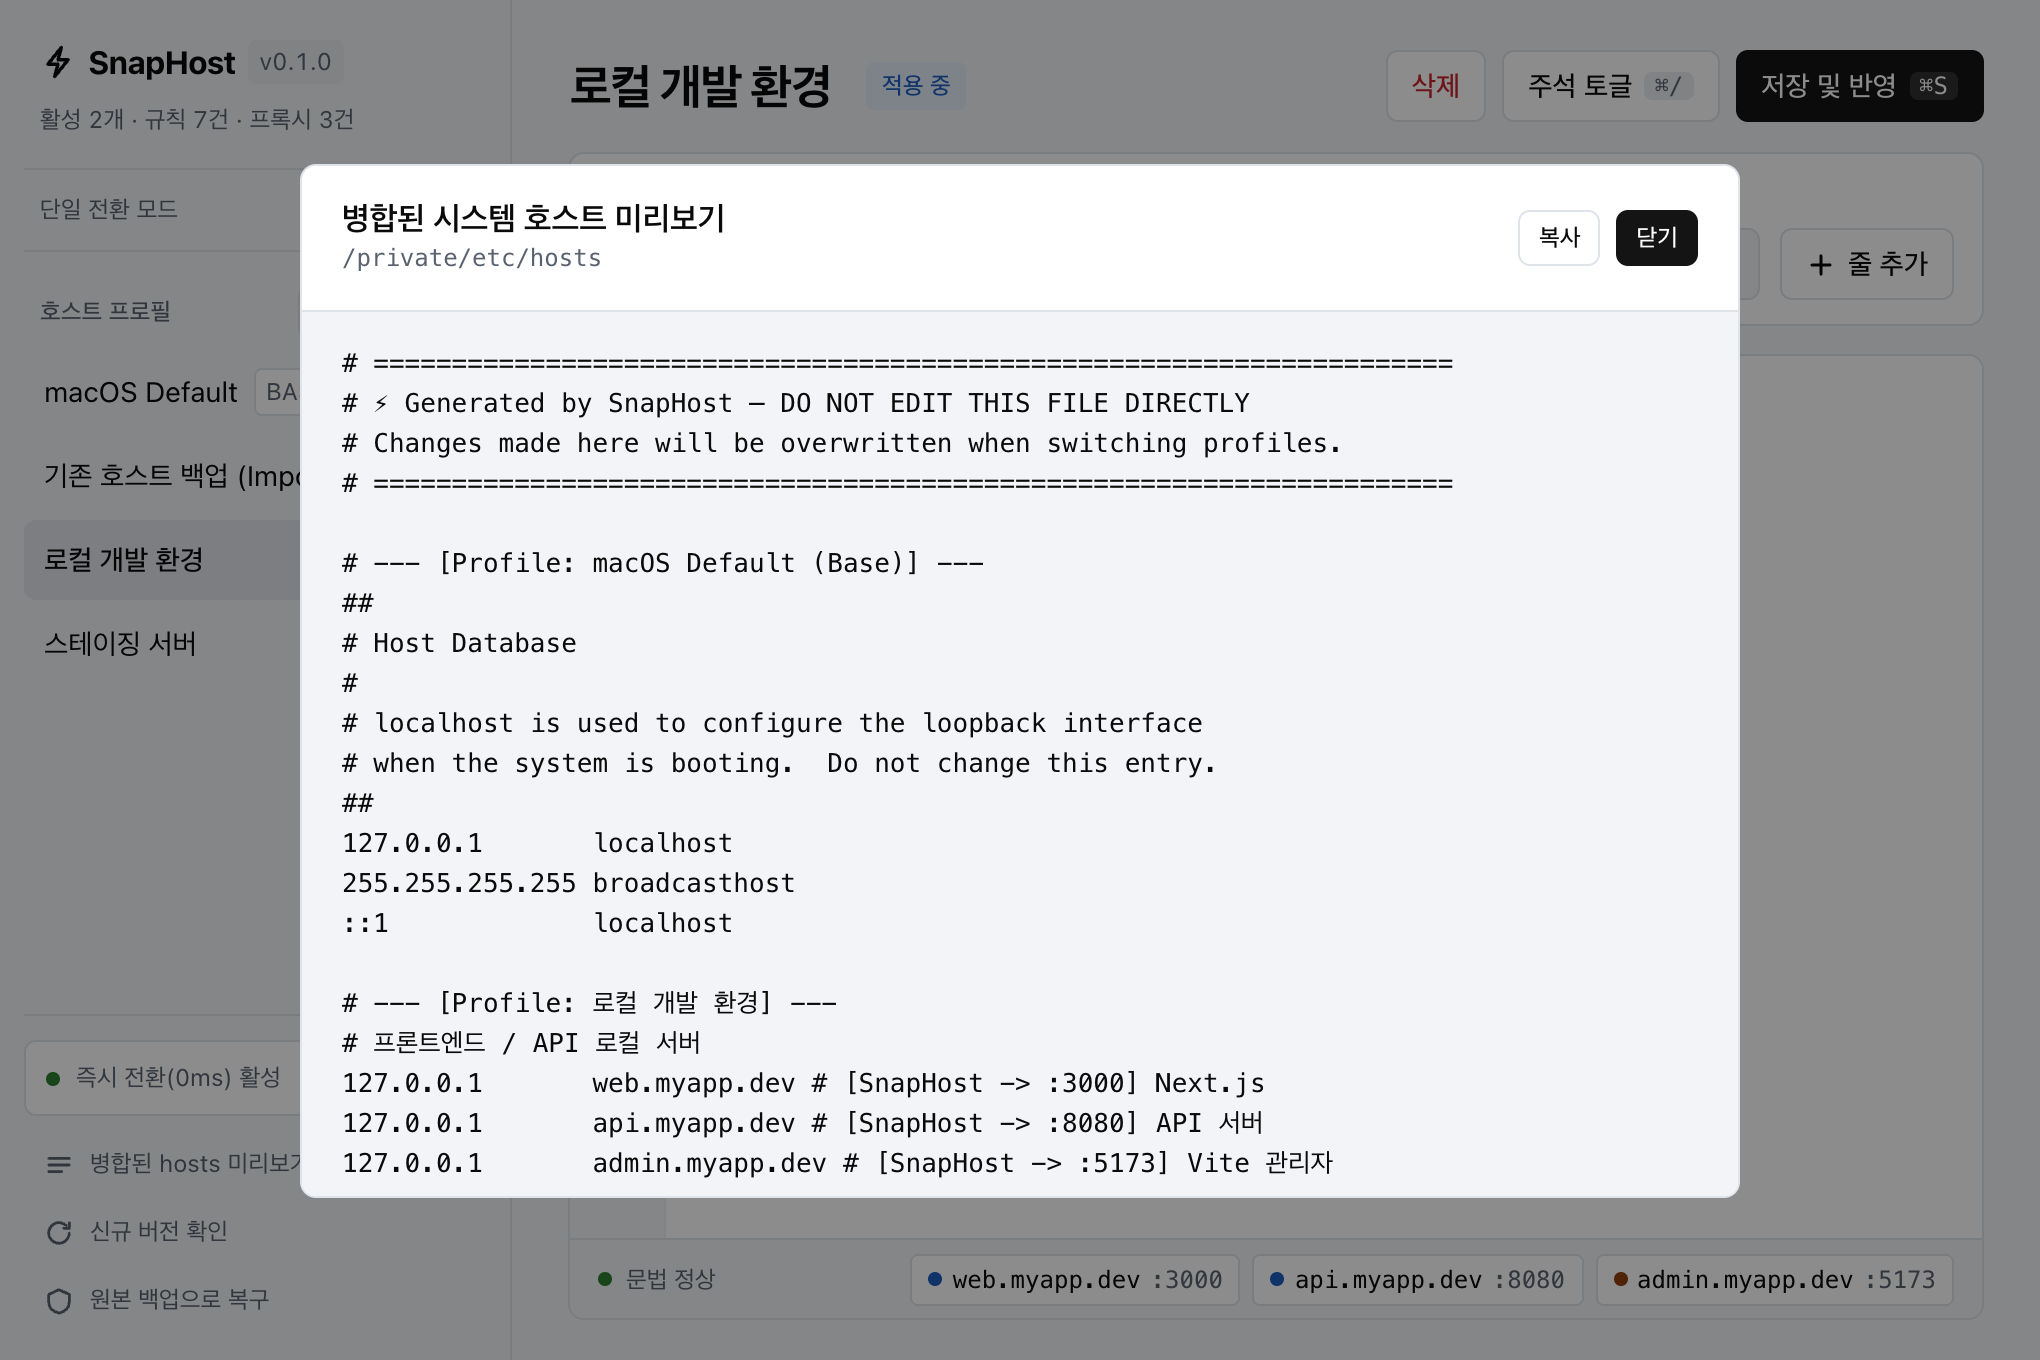 SnapHost v0.1.0
활성 2개 · 규칙 7건 · 프록시 3건
단일 전환 모드
호스트 프로필
macOS Default
기존 호스트 백업
로컬 개발 환경
스테이징 서버
즉시 전환(0ms) 활성
병합된 hosts 미리보기
신규 버전 확인
원본 백업으로 복구
로컬 개발 환경 적용 중
삭제 주석 토글 ⌘/ 저장 및 반영 ⌘S
+ 줄 추가
병합된 시스템 호스트 미리보기
/private/etc/hosts
복사 닫기
# =====================================================================
# ⚡ Generated by SnapHost — DO NOT EDIT THIS FILE DIRECTLY
# Changes made here will be overwritten when switching profiles.
# =====================================================================
# --- [Profile: macOS Default (Base)] ---
##
# Host Database
#
# localhost is used to configure the loopback interface
# when the system is booting.  Do not change this entry.
##
127.0.0.1       localhost
255.255.255.255 broadcasthost
::1             localhost
# --- [Profile: 로컬 개발 환경] ---
# 프론트엔드 / API 로컬 서버
127.0.0.1       web.myapp.dev # [SnapHost -> :3000] Next.js
127.0.0.1       api.myapp.dev # [SnapHost -> :8080] API 서버
127.0.0.1       admin.myapp.dev # [SnapHost -> :5173] Vite 관리자
문법 정상
web.myapp.dev :3000
api.myapp.dev :8080
admin.myapp.dev :5173